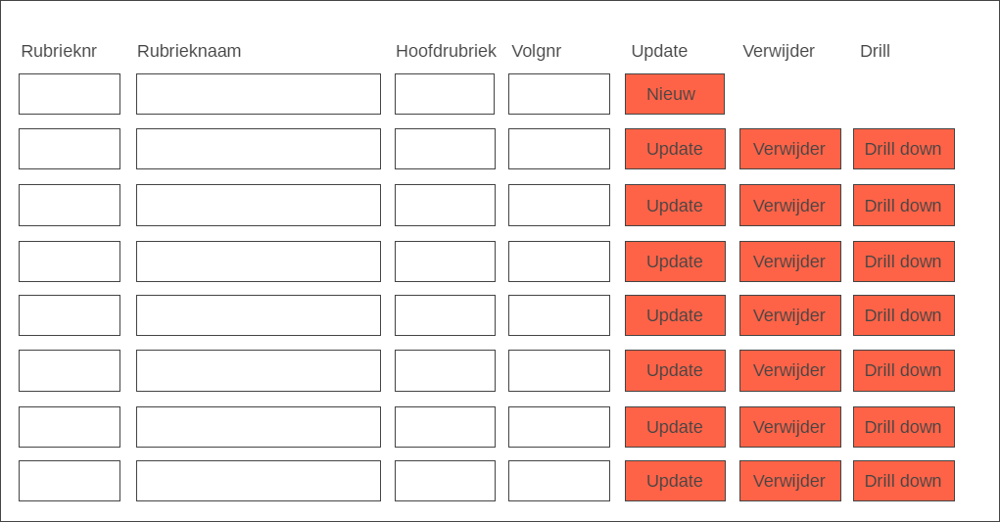 Rubrieknr Rubrieknaam Hoofdrubriek Volgnr Update Verwijder Drill
Nieuw
Update Verwijder Drill down
Update Verwijder Drill down
Update Verwijder Drill down
Update Verwijder Drill down
Update Verwijder Drill down
Update Verwijder Drill down
Update Verwijder Drill down